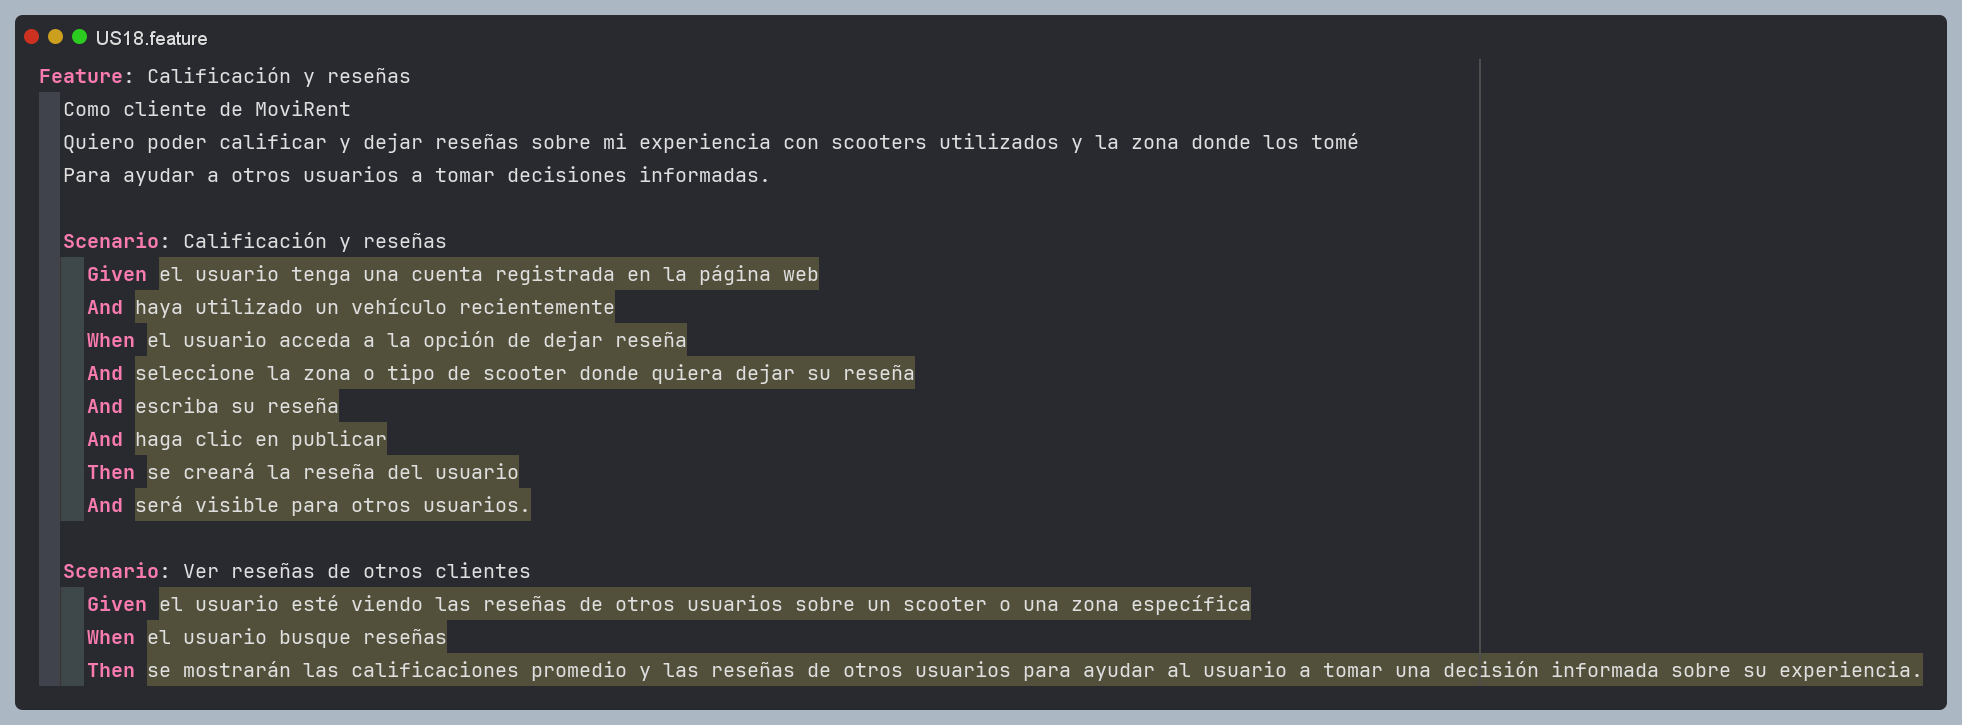 US18.feature
Feature: Calificación y reseñas
Como cliente de MoviRent
Quiero poder calificar y dejar reseñas sobre mi experiencia con scooters utilizados y la zona donde los tomé
Para ayudar a otros usuarios a tomar decisiones informadas.
Scenario: Calificación y reseñas
Given el usuario tenga una cuenta registrada en la página web
And haya utilizado un vehículo recientemente
When el usuario acceda a la opción de dejar reseña
And seleccione la zona o tipo de scooter donde quiera dejar su reseña
And escriba su reseña
And haga clic en publicar
Then se creará la reseña del usuario
And será visible para otros usuarios.
Scenario: Ver reseñas de otros clientes
Given el usuario esté viendo las reseñas de otros usuarios sobre un scooter o una zona específica
When el usuario busque reseñas
Then se mostrarán las calificaciones promedio y las reseñas de otros usuarios para ayudar al usuario a tomar una decisión informada sobre su experiencia.